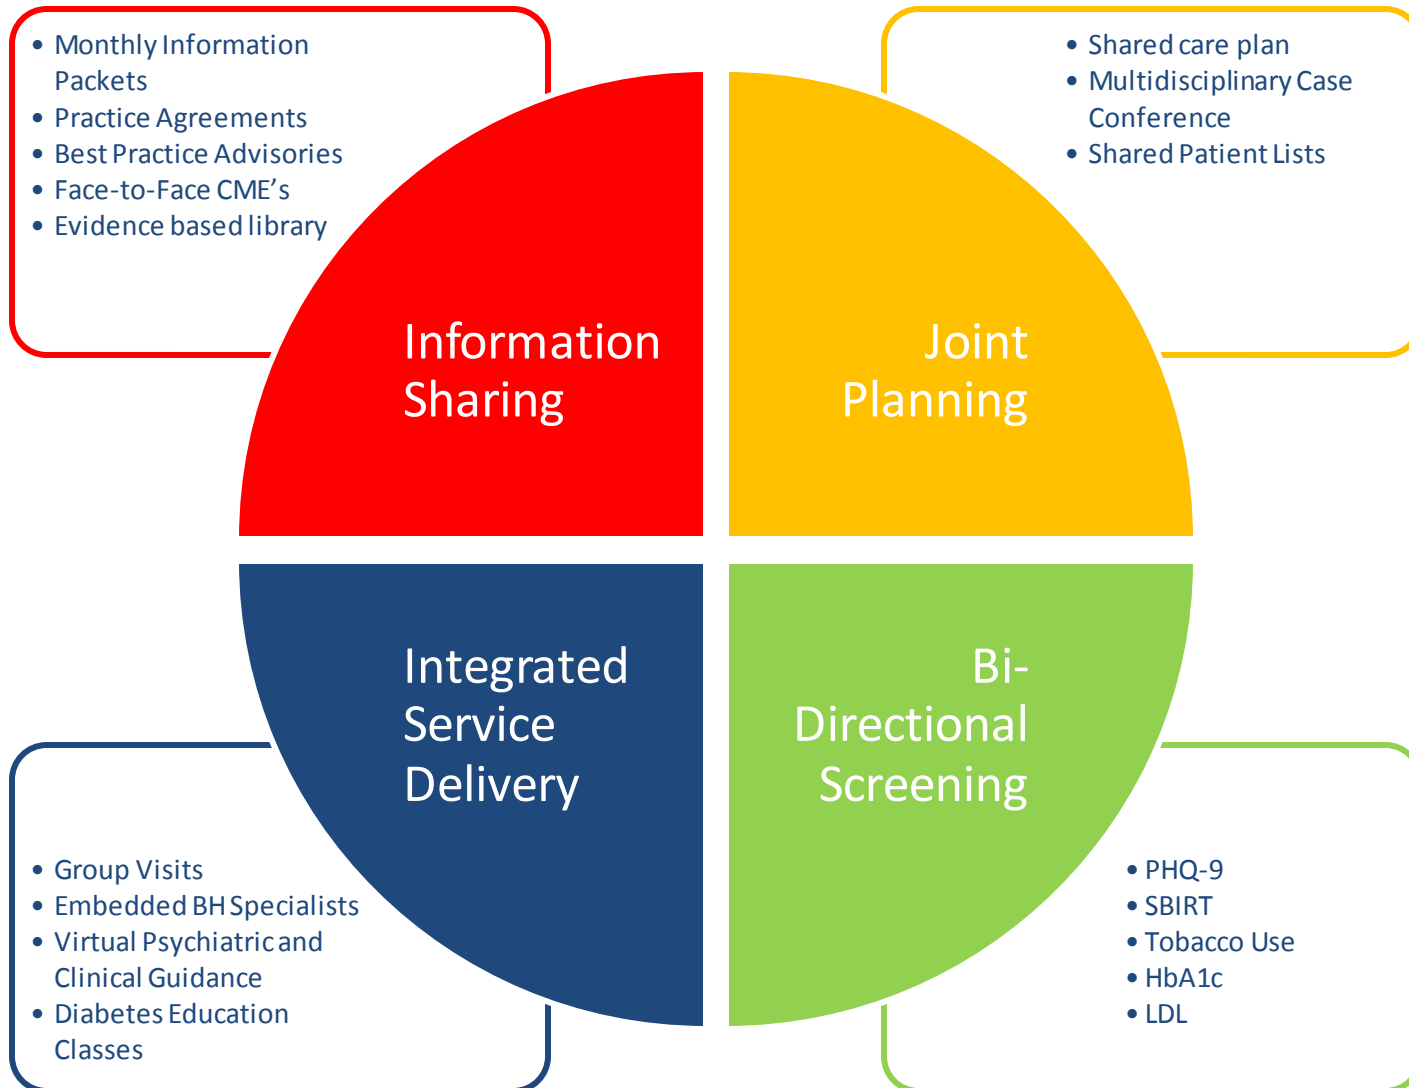 • Monthly Information
Packets
• Practice Agreements
• Best Practice Advisories
• Face-to-Face CME's
• Evidence based library
• Shared care plan
• Multidisciplinary Case
Conference
• Shared Patient Lists
Information
Sharing
Joint
Planning
Integrated
Service
Delivery
Bi-
Directional
Screening
• Group Visits
• Embedded BH Specialists
• Virtual Psychiatric and
Clinical Guidance
• Diabetes Education
Classes
• PHQ-9
• SBIRT
• Tobacco Use
• HbA1c
• LDL